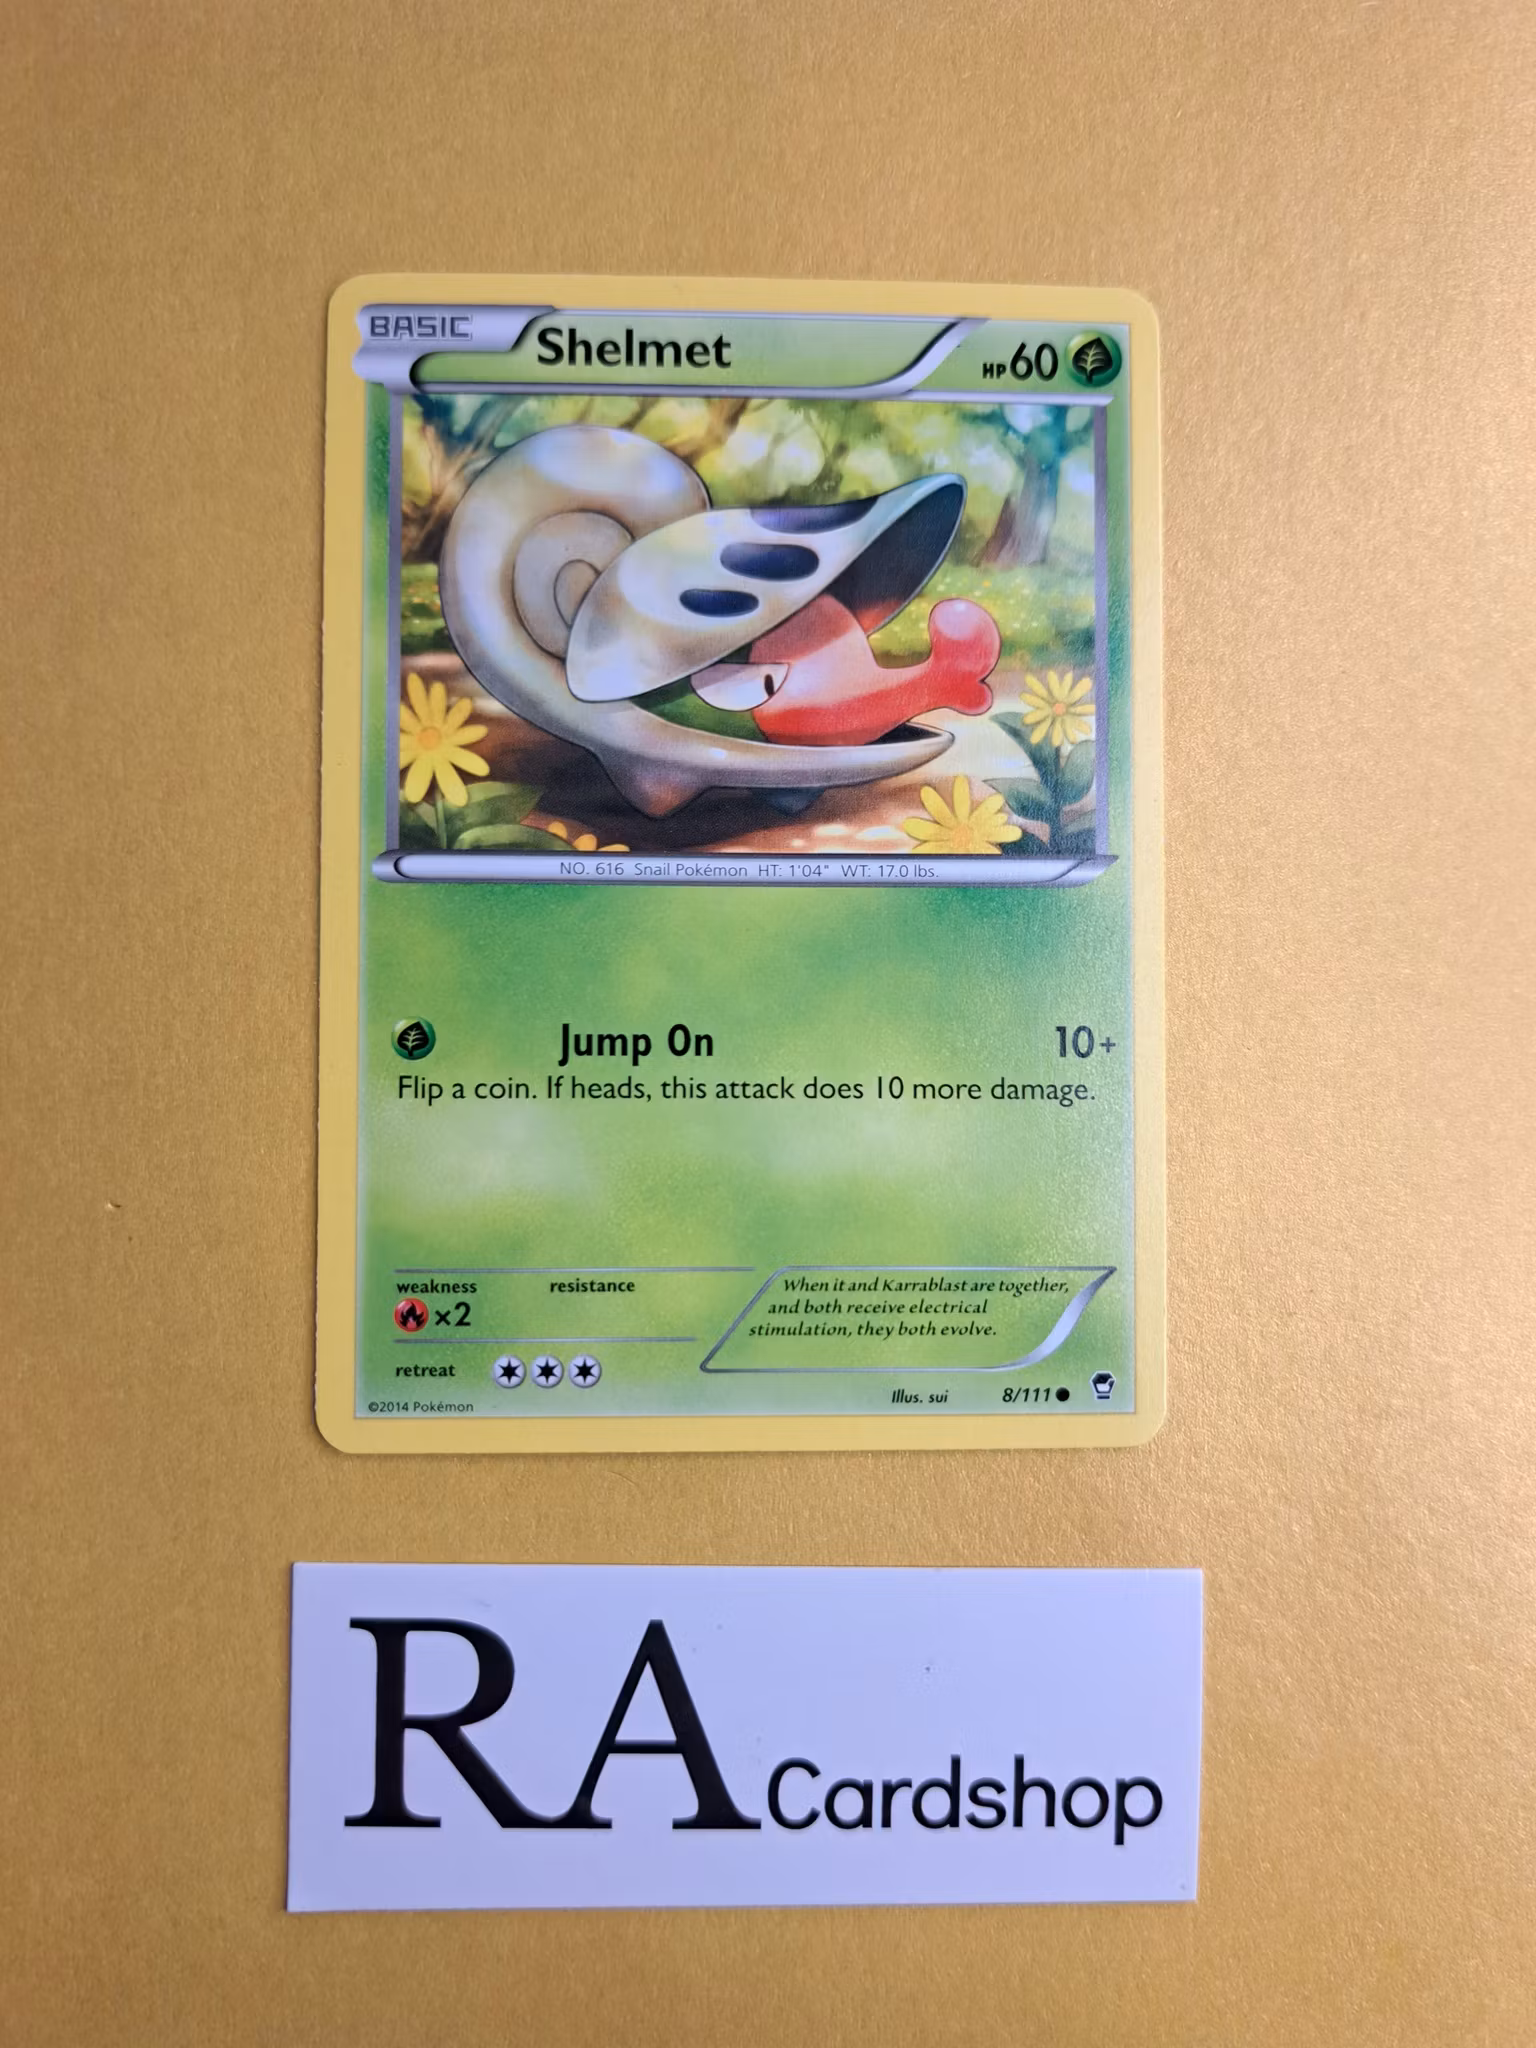 BASIC
Shelmet
HP60
NO. 616 Snail Pokémon HT: 1'04" WT: 17.0 lbs.
Jump On 10+
Flip a coin. If heads, this attack does 10 more damage.
weakness resistance
×2
When it and Karrablast are together,
and both receive electrical
stimulation, they both evolve.
retreat
Illus. sui 8/111
©2014 Pokémon
RA Cardshop